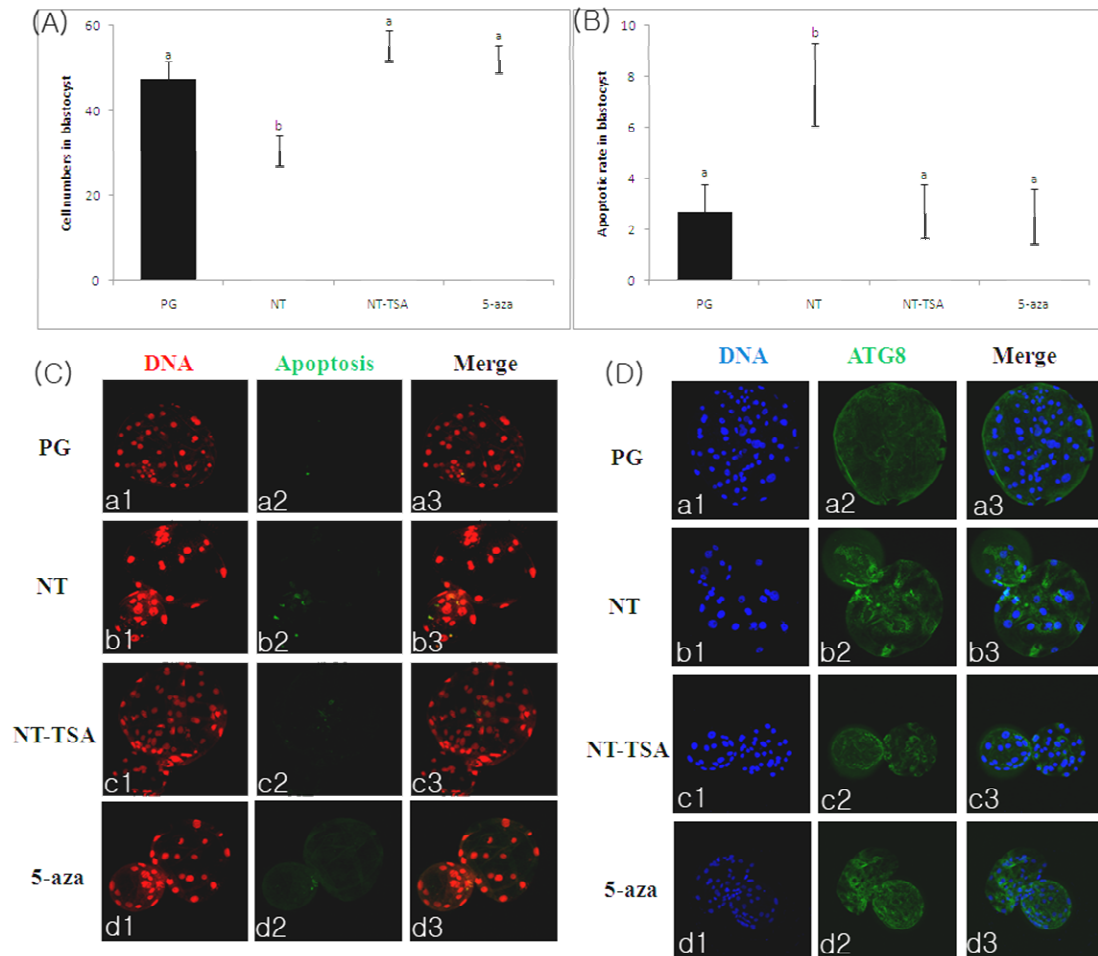 (A)
60
40
20
0
Cell numbers in blastocyst
a
b
a
a
PG NT NT-TSA 5-aza
(B)
10
8
6
4
2
0
Apoptotic rate in blastocyst
a
b
a
a
PG NT NT-TSA 5-aza
(C)
DNA Apoptosis Merge
PG
a1 a2 a3
NT
b1 b2 b3
NT-TSA
c1 c2 c3
5-aza
d1 d2 d3
(D)
DNA ATG8 Merge
PG
a1 a2 a3
NT
b1 b2 b3
NT-TSA
c1 c2 c3
5-aza
d1 d2 d3